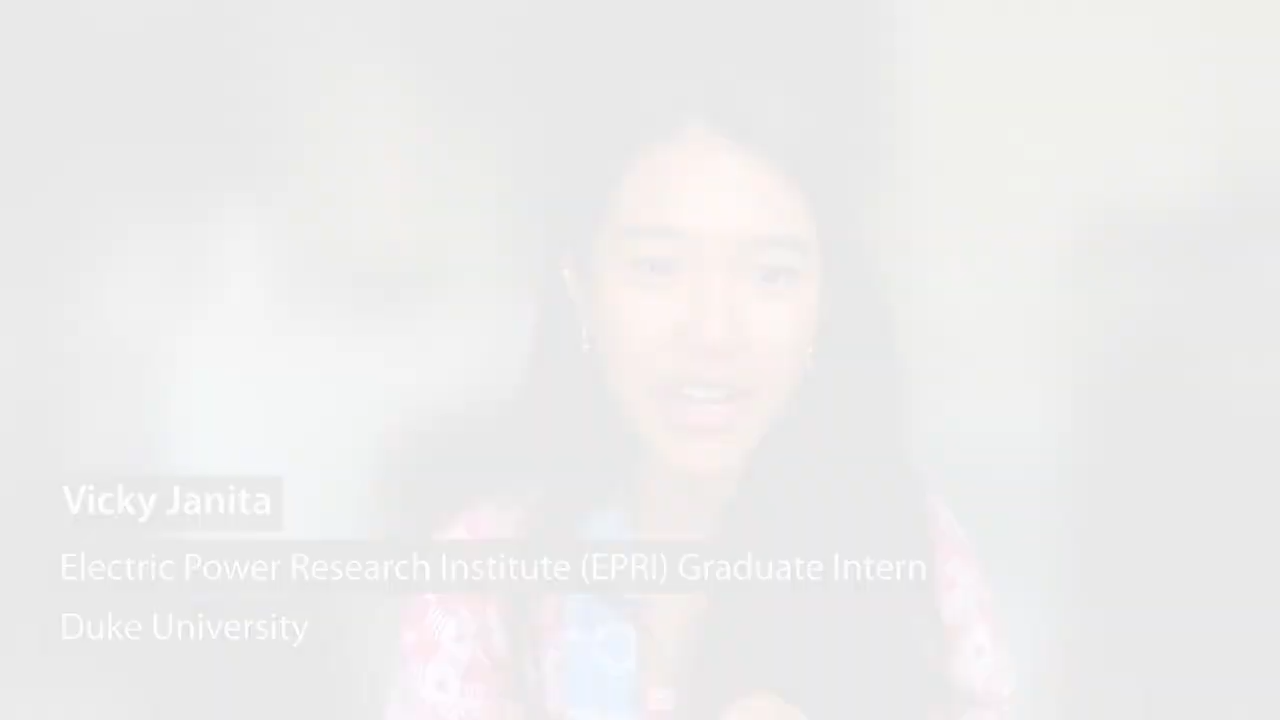 Vicky Janita
Electric Power Research Institute (EPRI) Graduate Intern
Duke University